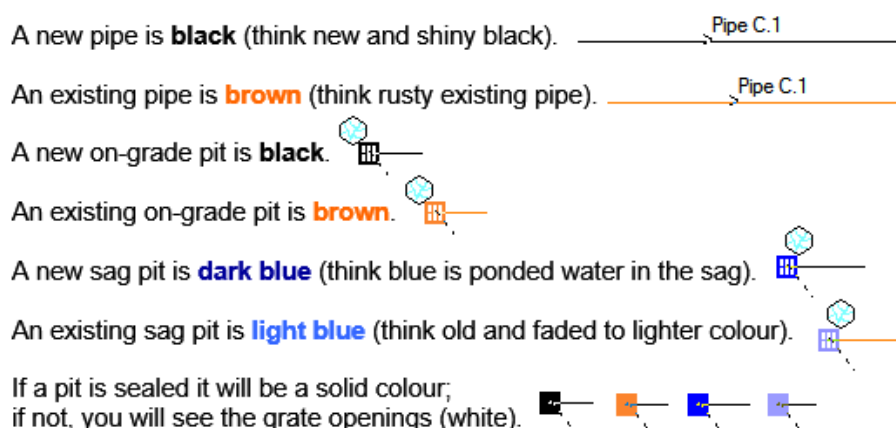 A new pipe is black (think new and shiny black). Pipe C.1
An existing pipe is brown (think rusty existing pipe). Pipe C.1
A new on-grade pit is black.
An existing on-grade pit is brown.
A new sag pit is dark blue (think blue is ponded water in the sag).
An existing sag pit is light blue (think old and faded to lighter colour).
If a pit is sealed it will be a solid colour;
if not, you will see the grate openings (white).